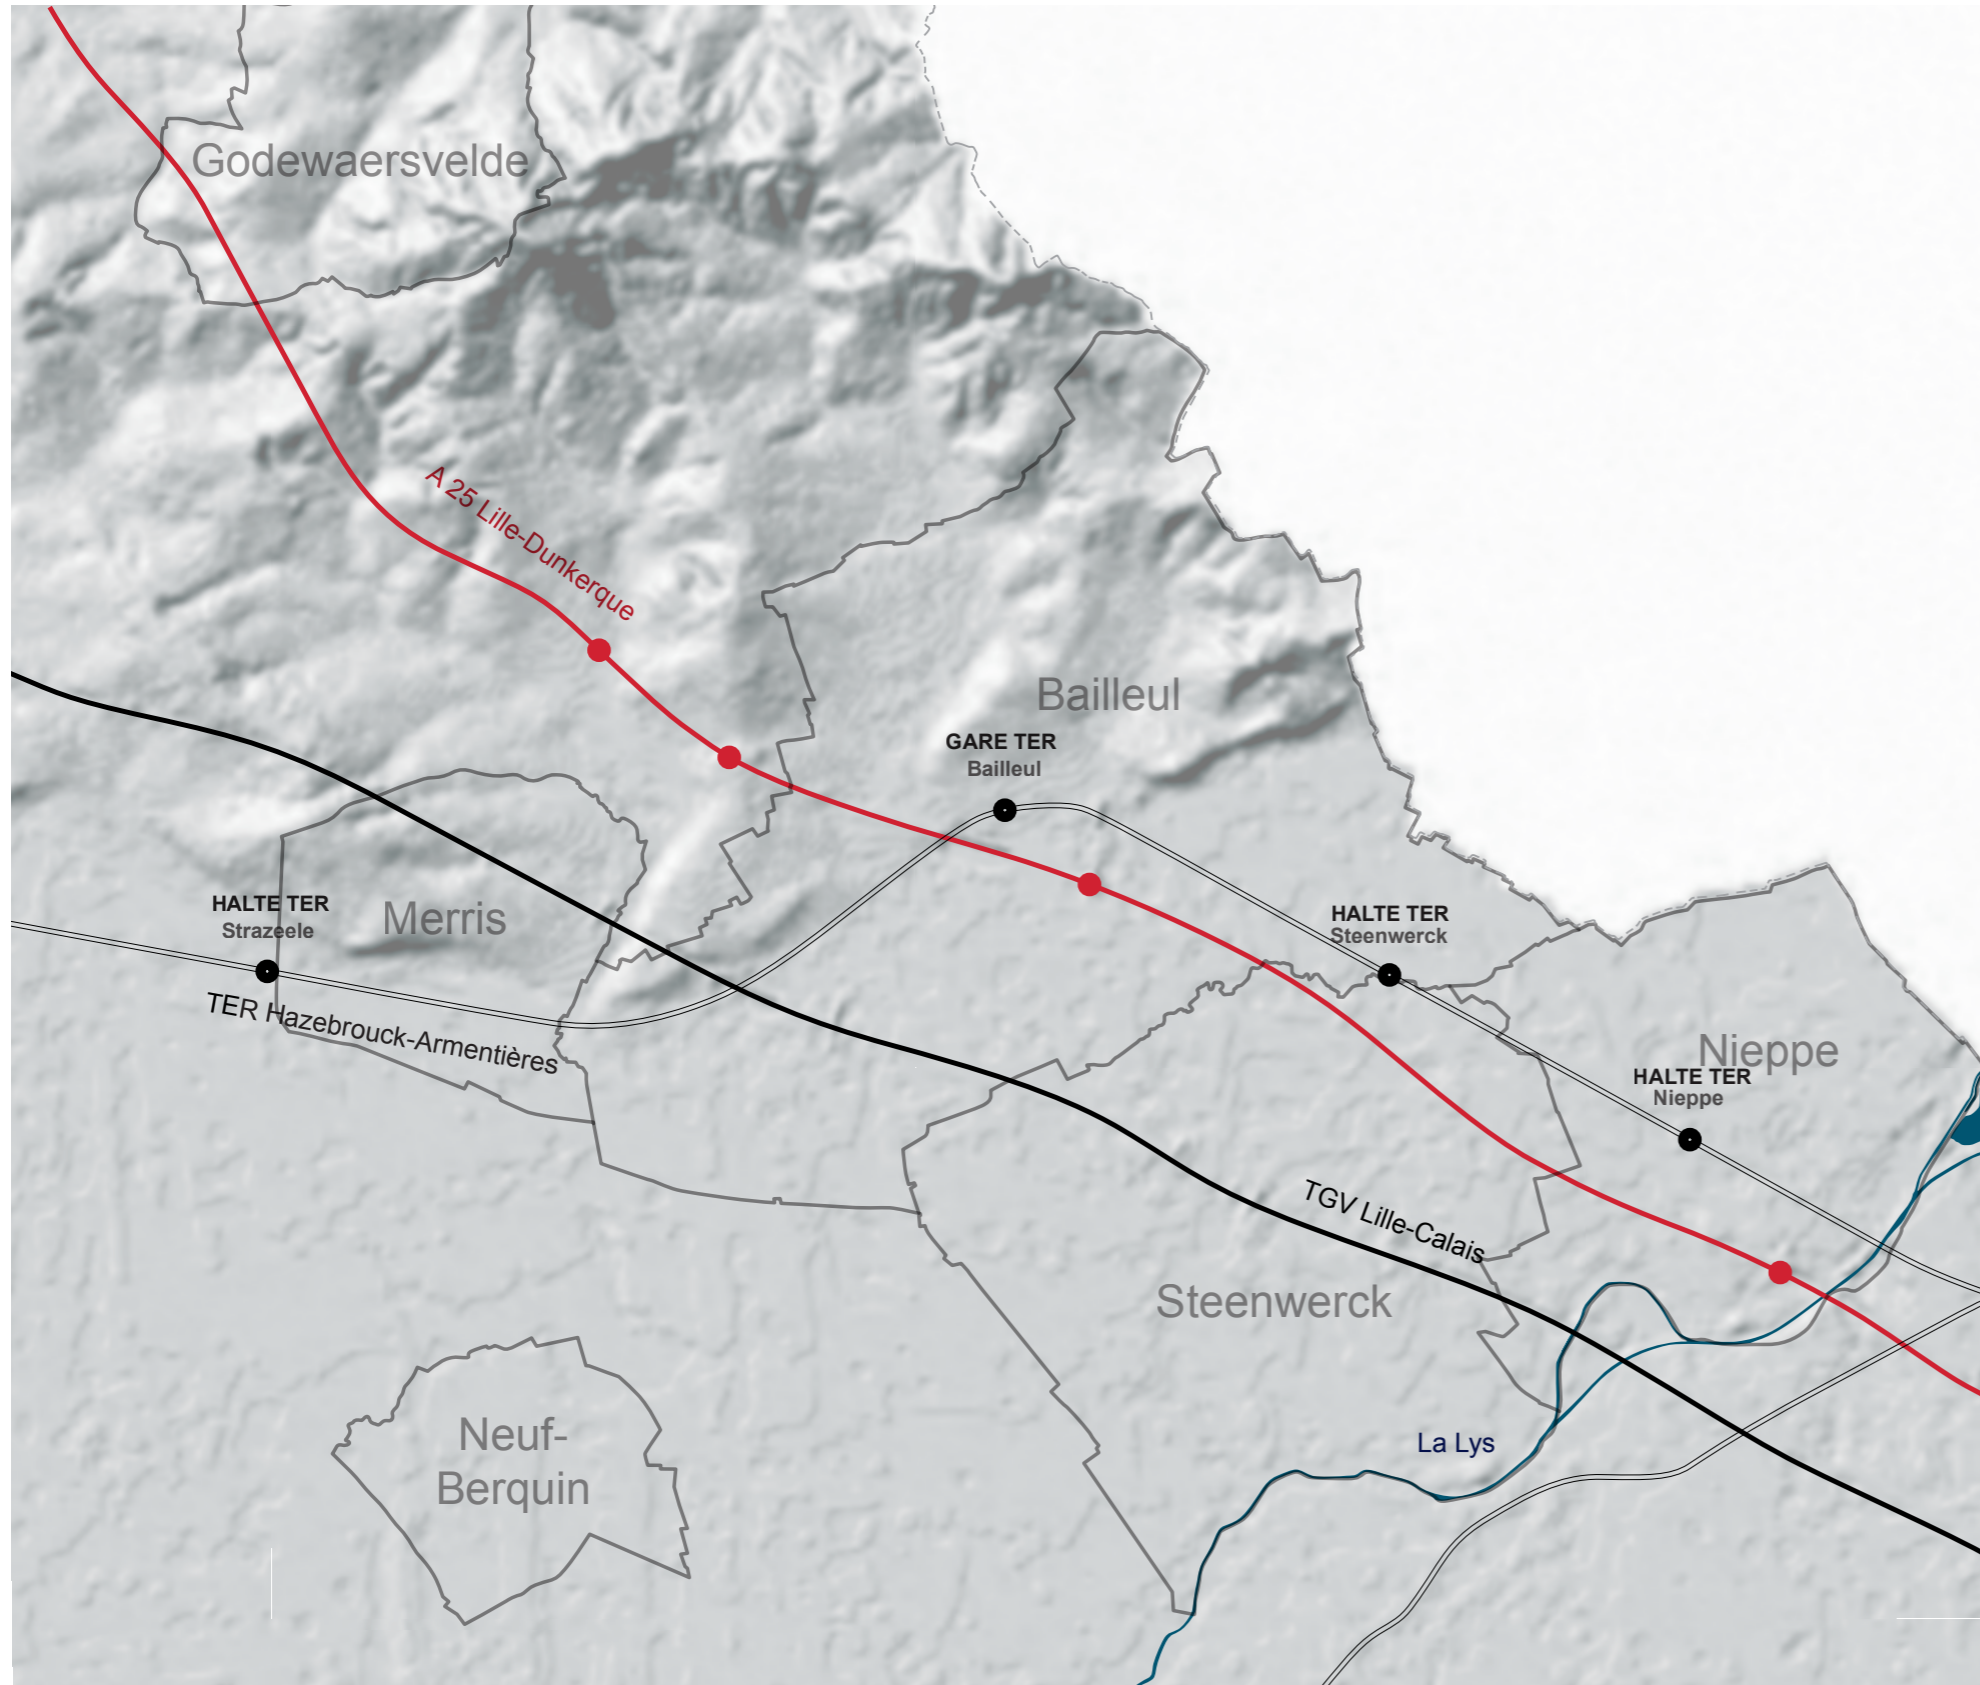 Godewaersvelde
A 25 Lille-Dunkerque
Bailleul
GARE TER
Bailleul
HALTE TER
Strazeele
Merris
HALTE TER
Steenwerck
TER Hazebrouck-Armentières
Nieppe
HALTE TER
Nieppe
TGV Lille-Calais
Steenwerck
Neuf-
Berquin
La Lys